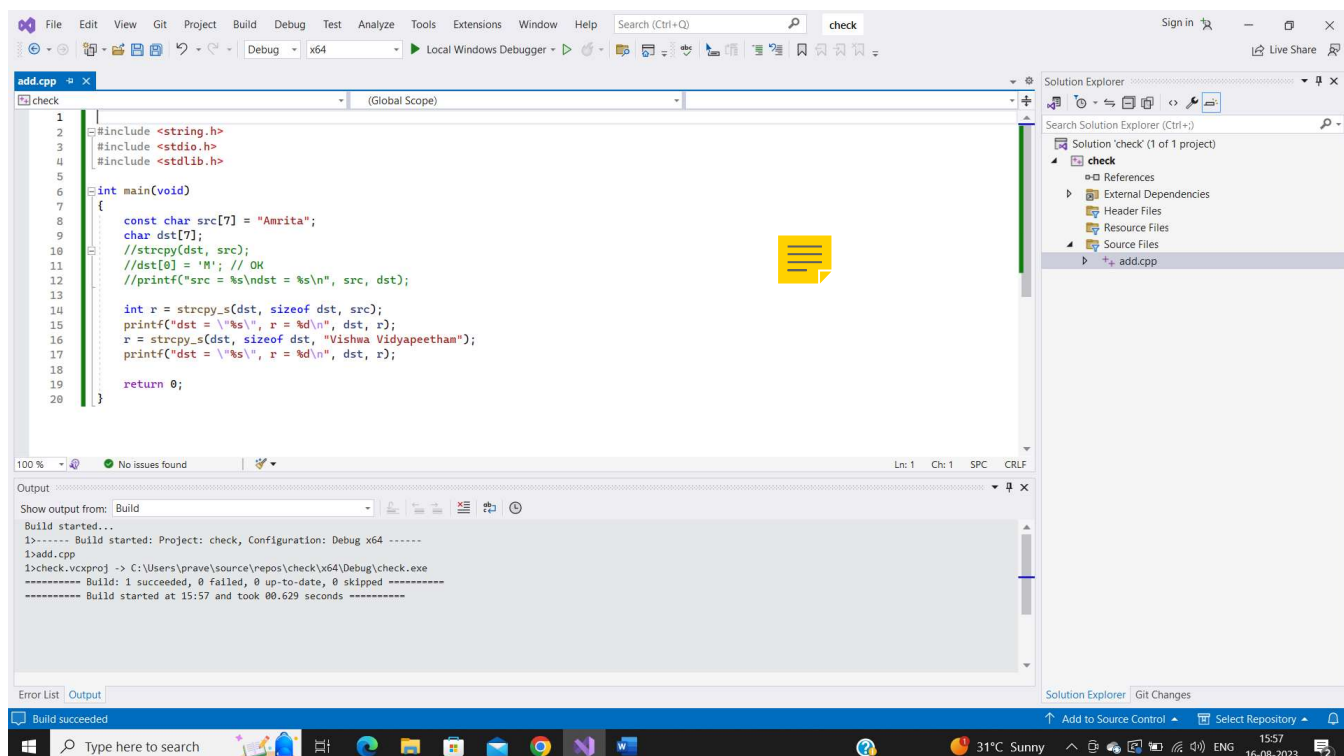 File Edit View Git Project Build Debug Test Analyze Tools Extensions Window Help Search (Ctrl+Q) check Sign in
Debug x64 Local Windows Debugger Live Share
add.cpp
check (Global Scope)
1
2 #include <string.h>
3 #include <stdio.h>
4 #include <stdlib.h>
5
6 int main(void)
7 {
8 const char src[7] = "Amrita";
9 char dst[7];
10 //strcpy(dst, src);
11 //dst[0] = 'M'; // OK
12 //printf("src = %s\ndst = %s\n", src, dst);
13
14 int r = strcpy_s(dst, sizeof dst, src);
15 printf("dst = \"%s\", r = %d\n", dst, r);
16 r = strcpy_s(dst, sizeof dst, "Vishwa Vidyapeetham");
17 printf("dst = \"%s\", r = %d\n", dst, r);
18
19 return 0;
20 }
100 % No issues found Ln: 1 Ch: 1 SPC CRLF
Output
Show output from: Build
Build started...
1>------ Build started: Project: check, Configuration: Debug x64 ------
1>add.cpp
1>check.vcxproj -> C:\Users\prave\source\repos\check\x64\Debug\check.exe
========== Build: 1 succeeded, 0 failed, 0 up-to-date, 0 skipped ==========
========== Build started at 15:57 and took 00.629 seconds ==========
Error List Output
Solution Explorer
Search Solution Explorer (Ctrl+;)
Solution 'check' (1 of 1 project)
check
References
External Dependencies
Header Files
Resource Files
Source Files
add.cpp
Solution Explorer Git Changes
Build succeeded Add to Source Control Select Repository
Type here to search 31°C Sunny ENG 15:57
16-08-2023